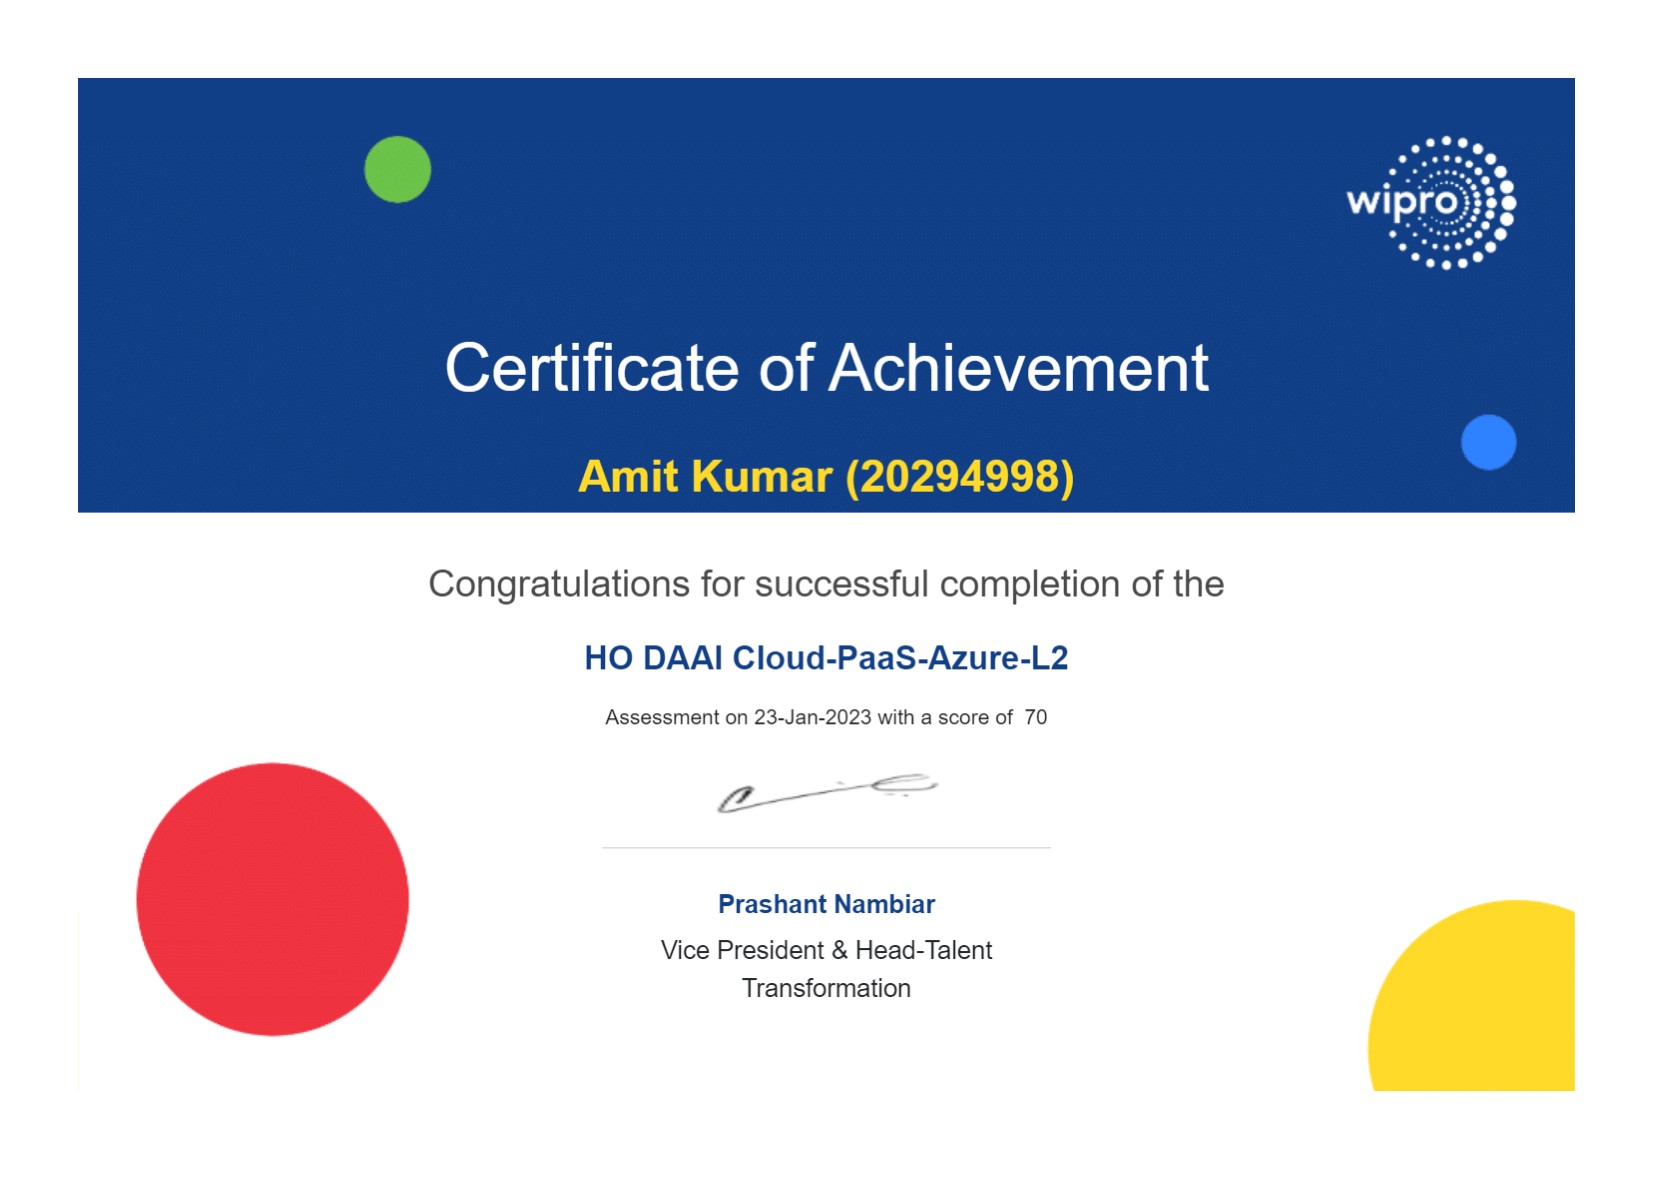 wipro
Certificate of Achievement
Amit Kumar (20294998)
Congratulations for successful completion of the
HO DAAI Cloud-PaaS-Azure-L2
Assessment on 23-Jan-2023 with a score of  70
Prashant Nambiar
Vice President & Head-Talent
Transformation